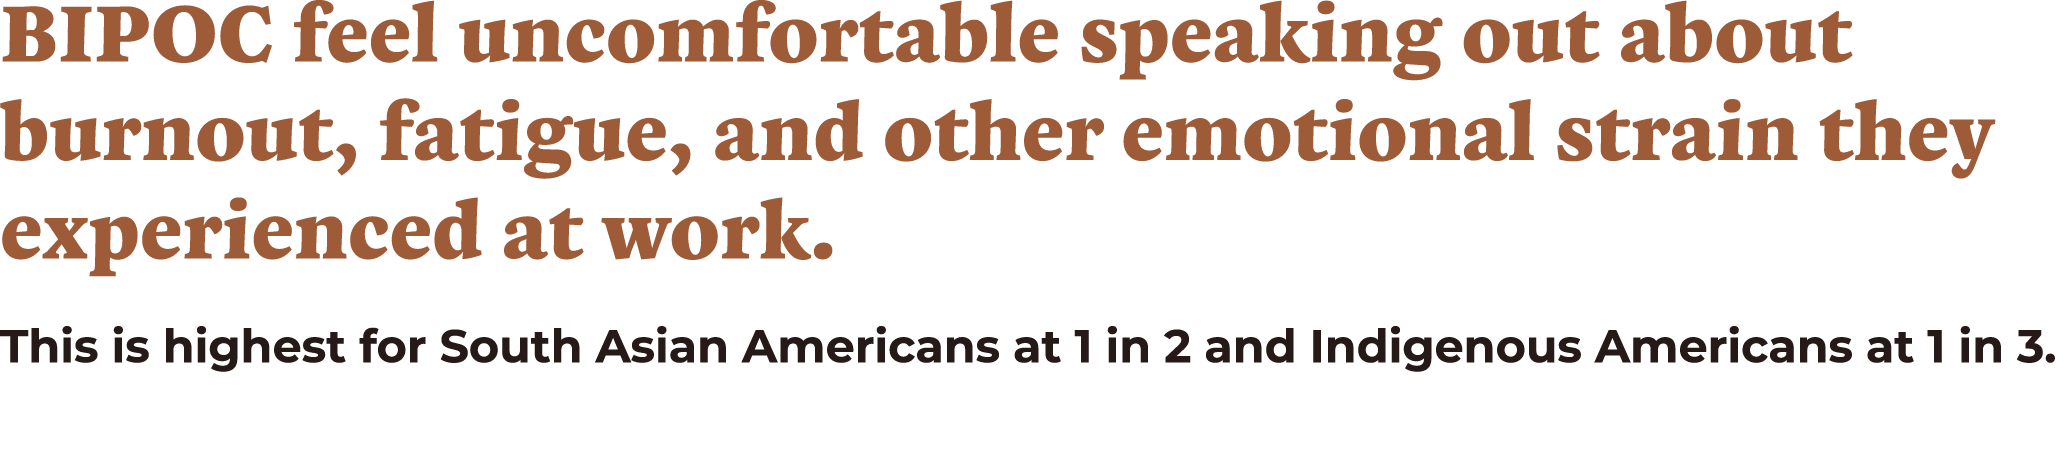 BIPOC feel uncomfortable speaking out about
burnout, fatigue, and other emotional strain they
experienced at work.
This is highest for South Asian Americans at 1 in 2 and Indigenous Americans at 1 in 3.